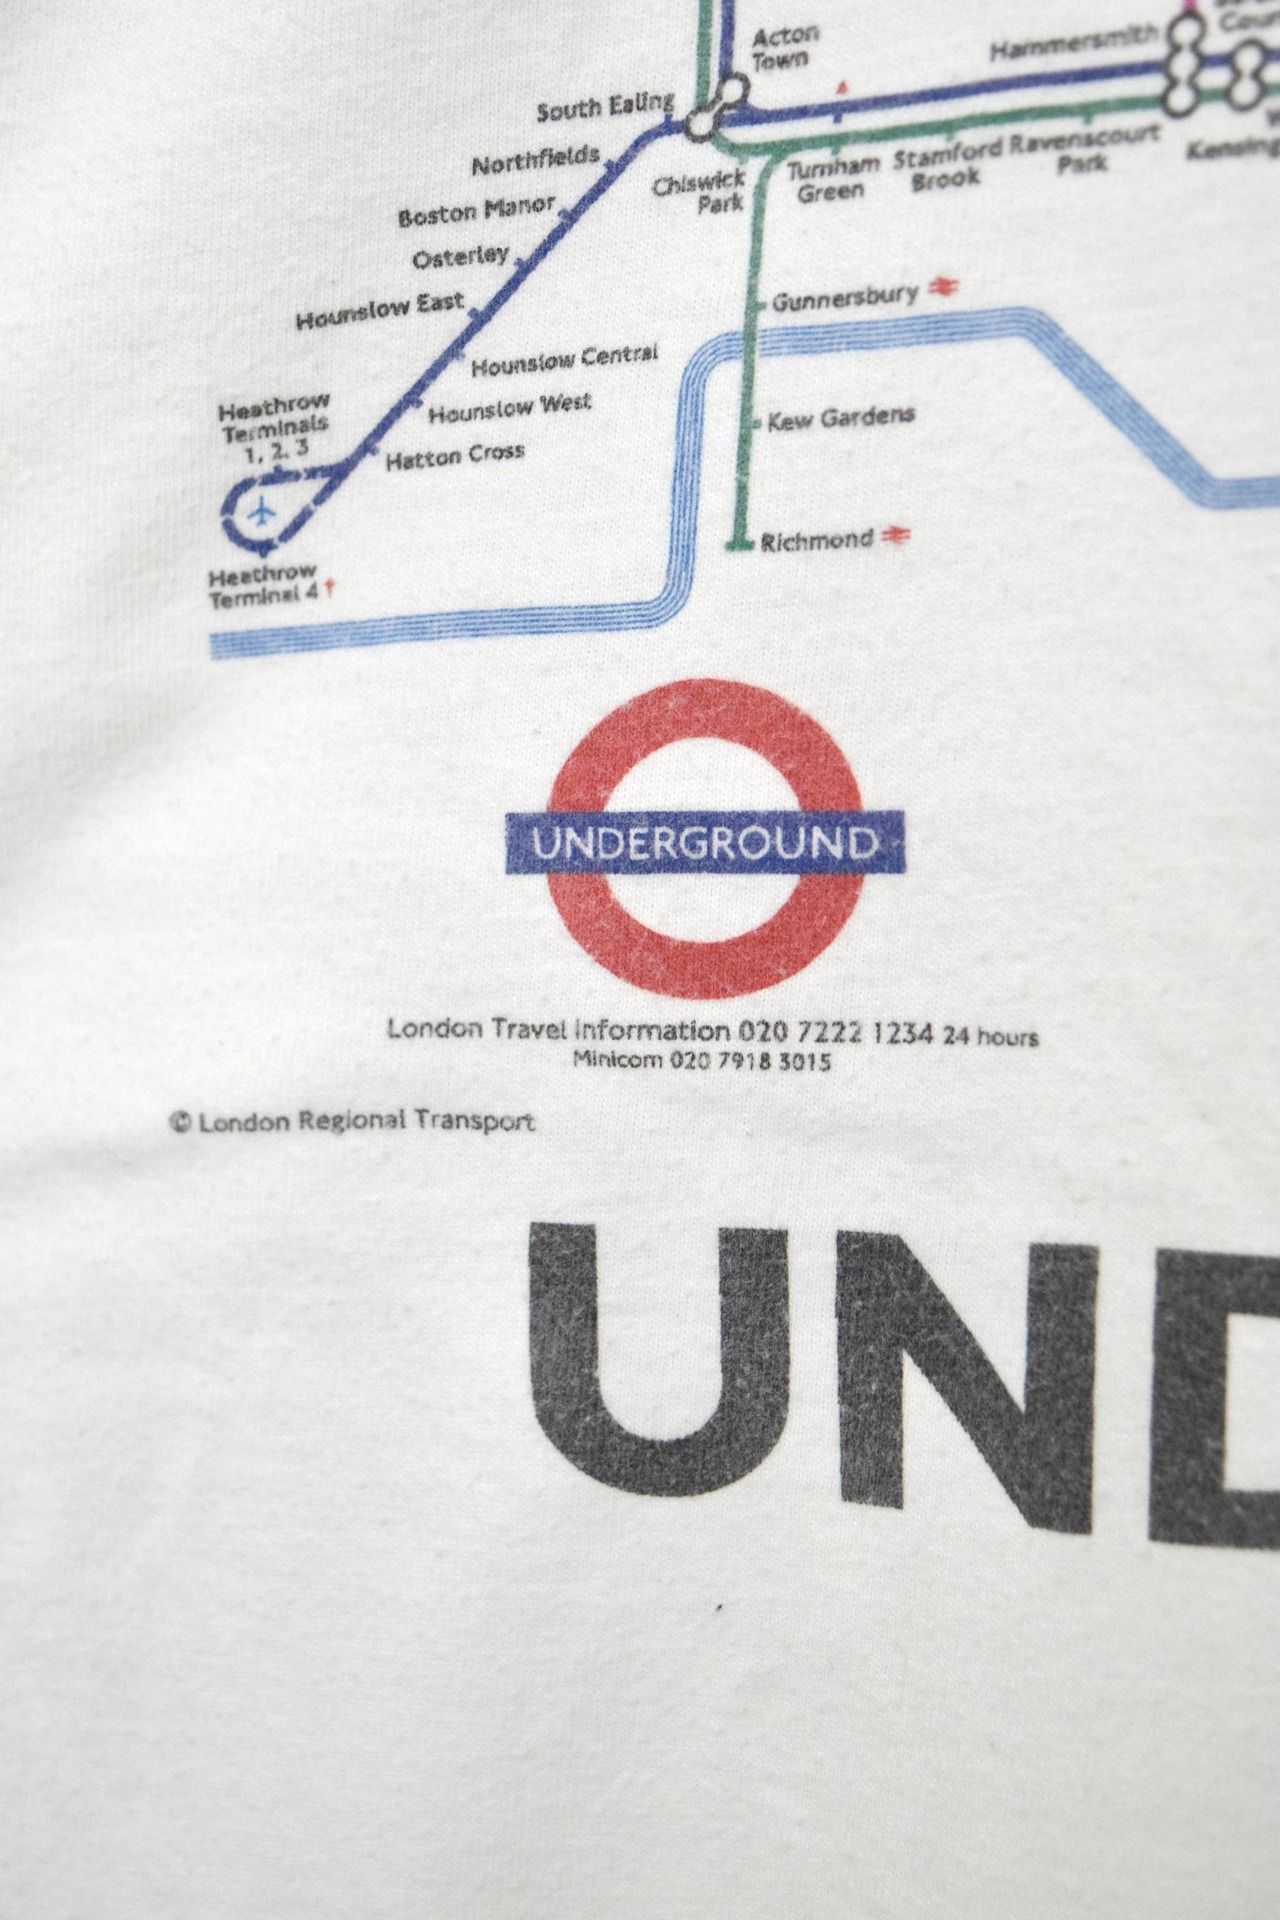 Acton
Town
Hammersmith
South Ealing
Northfields
Chiswick
Park
Turnham
Green
Stamford
Brook
Ravenscourt
Park
Boston Manor
Osterley
Hounslow East
Gunnersbury
Hounslow Central
Hounslow West
Kew Gardens
Heathrow
Terminals
1, 2, 3
Hatton Cross
Richmond
Heathrow
Terminal 4†
UNDERGROUND
London Travel Information 020 7222 1234 24 hours
Minicom 020 7918 3015
© London Regional Transport
UND